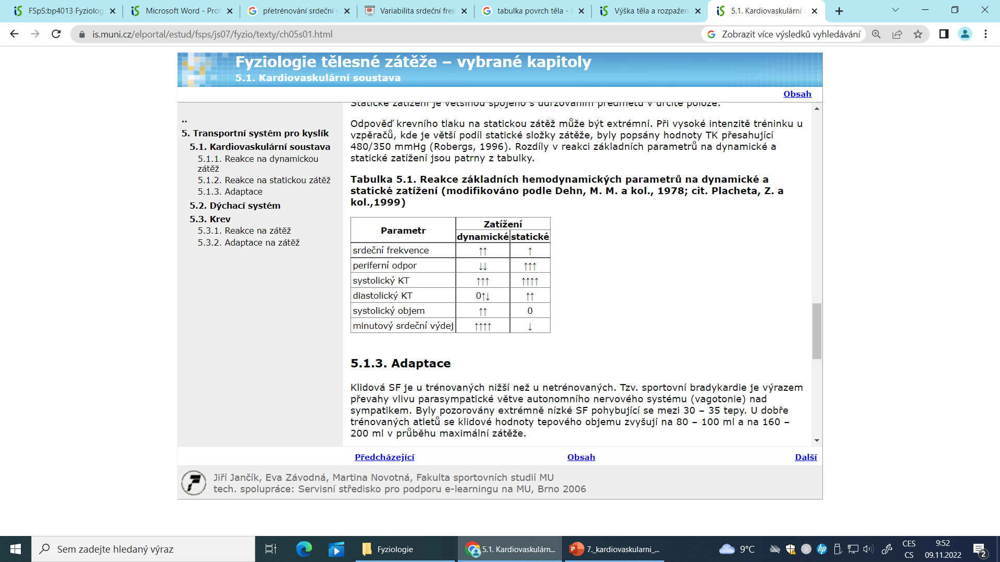 FSpS:bp4013 Fyziolog
Microsoft Word - Prot
přetrénování srdeční v
Variabilita srdeční frek
tabulka povrch těla -
Výška těla a rozpažen
5.1. Kardiovaskulární s
is.muni.cz/elportal/estud/fsps/js07/fyzio/texty/ch05s01.html
Zobrazit více výsledků vyhledávání
Fyziologie tělesné zátěže – vybrané kapitoly
5.1. Kardiovaskulární soustava
Obsah
..
5. Transportní systém pro kyslík
5.1. Kardiovaskulární soustava
5.1.1. Reakce na dynamickou
zátěž
5.1.2. Reakce na statickou zátěž
5.1.3. Adaptace
5.2. Dýchací systém
5.3. Krev
5.3.1. Reakce na zátěž
5.3.2. Adaptace na zátěž
Statické zatížení je většinou spojeno s udržováním předmětu v určité poloze.
Odpověď krevního tlaku na statickou zátěž může být extrémní. Při vysoké intenzitě tréninku u
vzpěračů, kde je větší podíl statické složky zátěže, byly popsány hodnoty TK přesahující
480/350 mmHg (Robergs, 1996). Rozdíly v reakci základních parametrů na dynamické a
statické zatížení jsou patrny z tabulky.
Tabulka 5.1. Reakce základních hemodynamických parametrů na dynamické a
statické zatížení (modifikováno podle Dehn, M. M. a kol., 1978; cit. Placheta, Z. a
kol.,1999)
Parametr Zatížení
dynamické statické
srdeční frekvence ↑↑ ↑
periferní odpor ↓↓ ↑↑↑
systolický KT ↑↑↑ ↑↑↑↑
diastolický KT 0↑↓ ↑↑
systolický objem ↑↑ 0
minutový srdeční výdej ↑↑↑↑ ↓
5.1.3. Adaptace
Klidová SF je u trénovaných nižší než u netrénovaných. Tzv. sportovní bradykardie je výrazem
převahy vlivu parasympatické větve autonomního nervového systému (vagotonie) nad
sympatikem. Byly pozorovány extrémně nízké SF pohybující se mezi 30 – 35 tepy. U dobře
trénovaných atletů se klidové hodnoty tepového objemu zvyšují na 80 – 100 ml a na 160 –
200 ml v průběhu maximální zátěže.
Předcházející Obsah Další
Jiří Jančík, Eva Závodná, Martina Novotná, Fakulta sportovních studií MU
tech. spolupráce: Servisní středisko pro podporu e-learningu na MU, Brno 2006
Sem zadejte hledaný výraz
Fyziologie
5.1. Kardiovaskulárn...
7._kardiovaskularni_...
9°C
CES
CS
9:52
09.11.2022
2